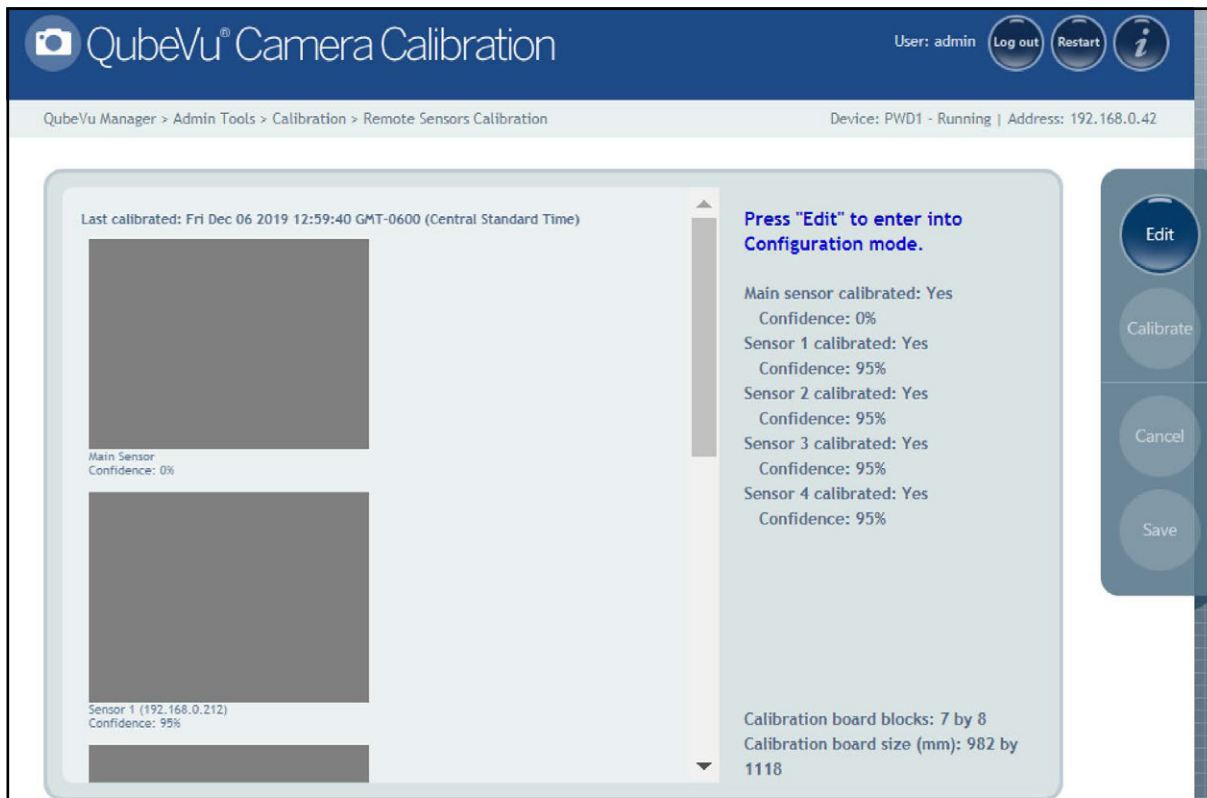 QubeVu® Camera Calibration
User: admin
Log out
Restart
i
QubeVu Manager > Admin Tools > Calibration > Remote Sensors Calibration
Device: PWD1 - Running | Address: 192.168.0.42
Last calibrated: Fri Dec 06 2019 12:59:40 GMT-0600 (Central Standard Time)
Main Sensor
Confidence: 0%
Sensor 1 (192.168.0.212)
Confidence: 95%
Press "Edit" to enter into
Configuration mode.
Main sensor calibrated: Yes
Confidence: 0%
Sensor 1 calibrated: Yes
Confidence: 95%
Sensor 2 calibrated: Yes
Confidence: 95%
Sensor 3 calibrated: Yes
Confidence: 95%
Sensor 4 calibrated: Yes
Confidence: 95%
Calibration board blocks: 7 by 8
Calibration board size (mm): 982 by
1118
Edit
Calibrate
Cancel
Save